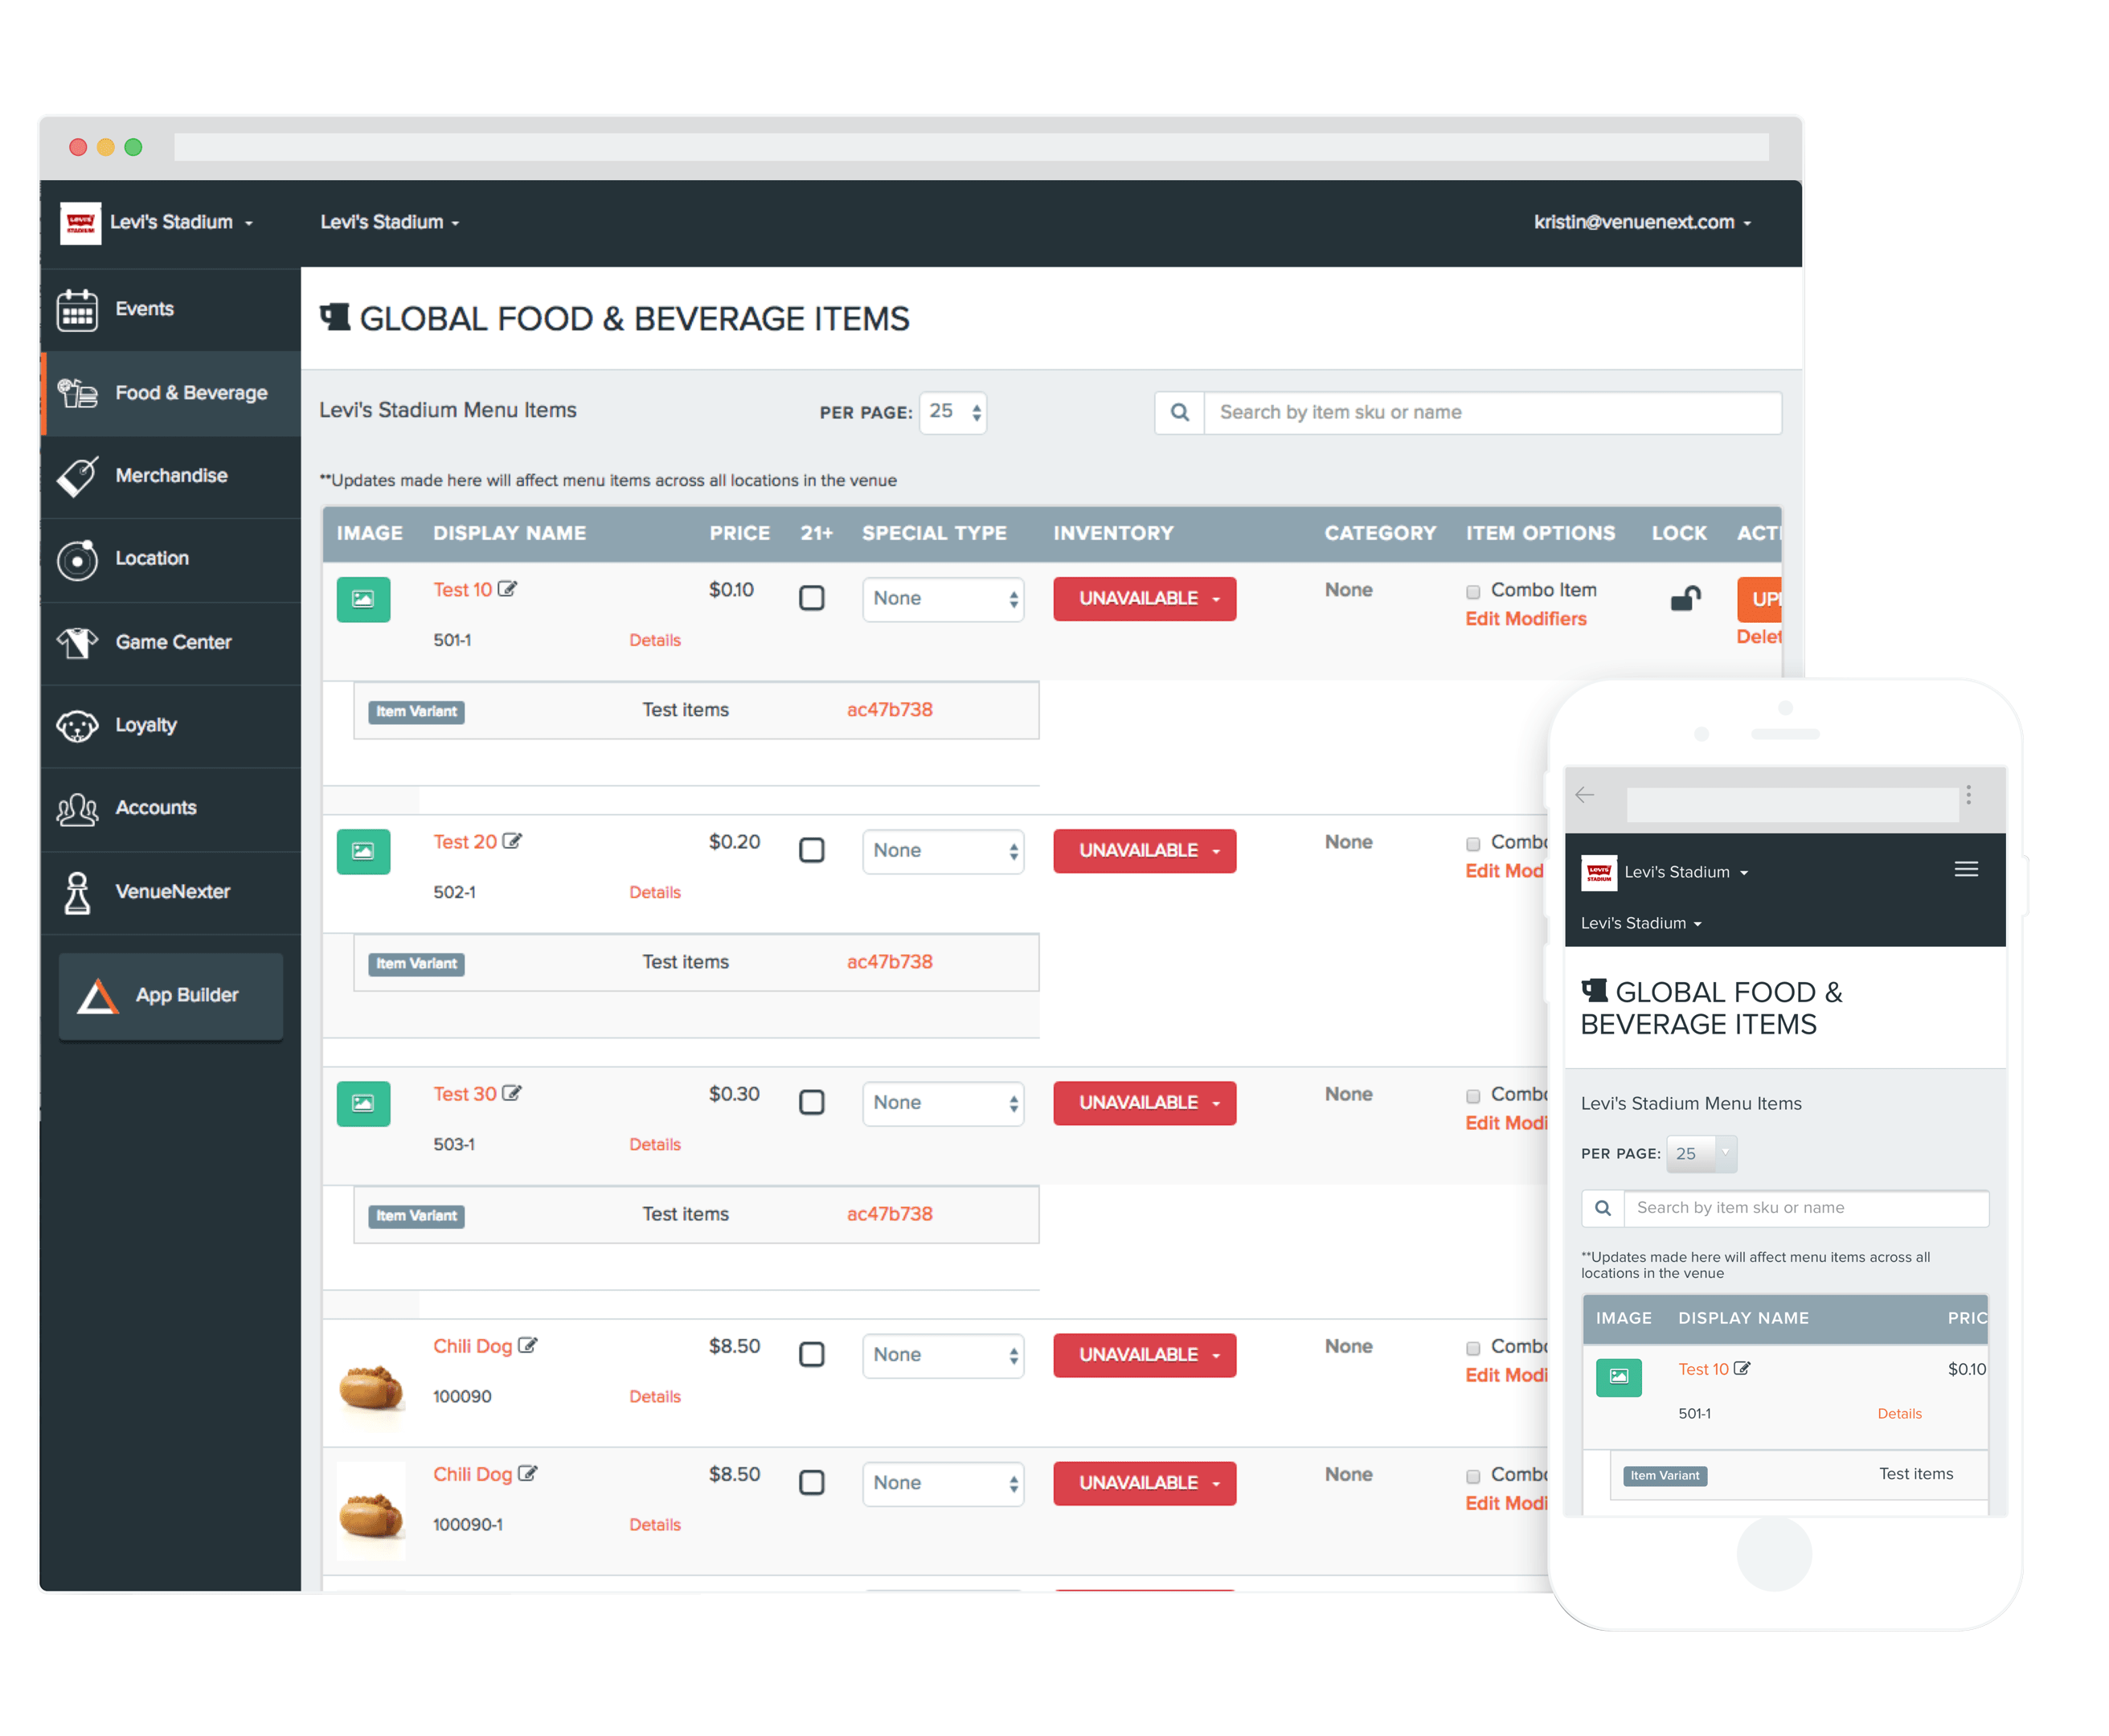 LEVI'S STADIUM Levi's Stadium Levi's Stadium kristin@venuenext.com
Events
Food & Beverage
Merchandise
Location
Game Center
Loyalty
Accounts
VenueNexter
App Builder
GLOBAL FOOD & BEVERAGE ITEMS
Levi's Stadium Menu Items PER PAGE: 25 Search by item sku or name
**Updates made here will affect menu items across all locations in the venue
IMAGE DISPLAY NAME PRICE 21+ SPECIAL TYPE INVENTORY CATEGORY ITEM OPTIONS LOCK ACTI
Test 10 $0.10 None UNAVAILABLE None Combo Item UP
Edit Modifiers
501-1 Details Delet
Item Variant Test items ac47b738
Test 20 $0.20 None UNAVAILABLE None Combo
Edit Mod
502-1 Details
Item Variant Test items ac47b738
Test 30 $0.30 None UNAVAILABLE None Combo
Edit Modi
503-1 Details
Item Variant Test items ac47b738
Chili Dog $8.50 None UNAVAILABLE None Combo
Edit Modi
100090 Details
Chili Dog $8.50 None UNAVAILABLE None Combo
Edit Modi
100090-1 Details
LEVI'S STADIUM Levi's Stadium
Levi's Stadium
GLOBAL FOOD &
BEVERAGE ITEMS
Levi's Stadium Menu Items
PER PAGE: 25
Search by item sku or name
**Updates made here will affect menu items across all
locations in the venue
IMAGE DISPLAY NAME PRIC
Test 10 $0.10
501-1 Details
Item Variant Test items